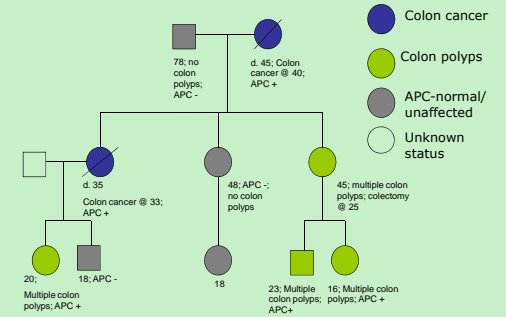 Colon cancer
Colon polyps
APC-normal/
unaffected
Unknown
status
78; no
colon
polyps;
APC -
d. 45; Colon
cancer @ 40;
APC +
d. 35
Colon cancer @ 33;
APC +
48; APC -;
no colon
polyps
45; multiple colon
polyps; colectomy
@ 25
20;
Multiple colon
polyps; APC +
18; APC -
18
23; Multiple
colon polyps;
APC+
16; Multiple colon
polyps; APC +